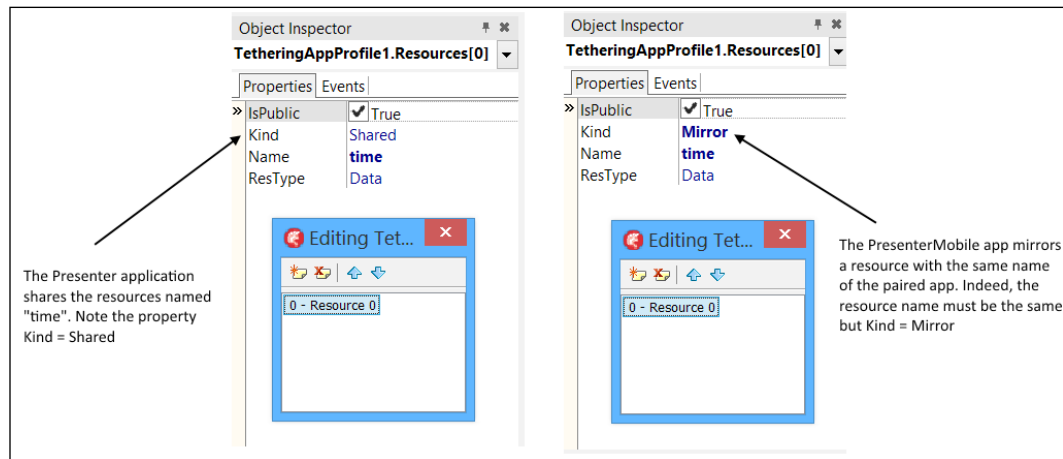 Object Inspector
TetheringAppProfile1.Resources[0]
Properties Events
IsPublic True
Kind Shared
Name time
ResType Data
Editing Tet...
0 - Resource 0
The Presenter application
shares the resources named
"time". Note the property
Kind = Shared
Object Inspector
TetheringAppProfile1.Resources[0]
Properties Events
IsPublic True
Kind Mirror
Name time
ResType Data
Editing Tet...
0 - Resource 0
The PresenterMobile app mirrors
a resource with the same name
of the paired app. Indeed, the
resource name must be the same
but Kind = Mirror